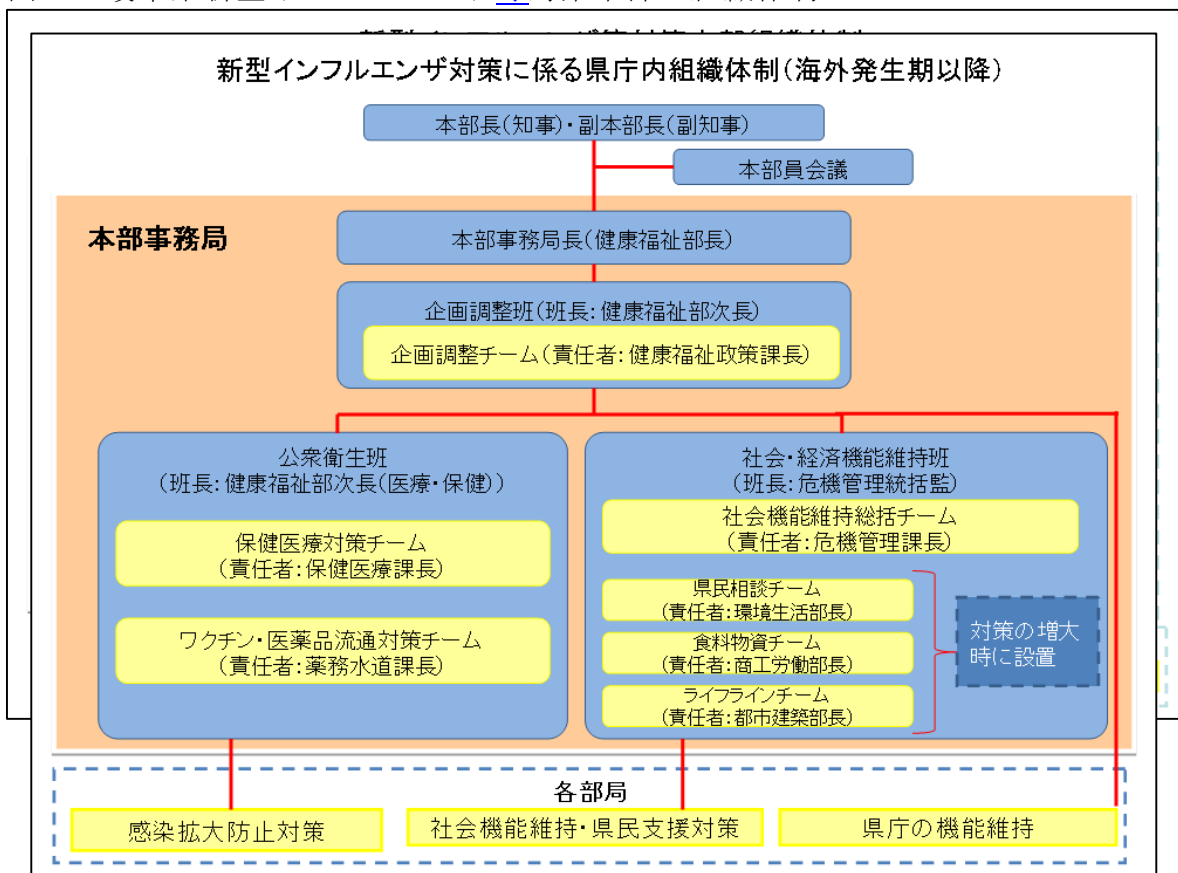 新型インフルエンザ対策に係る県庁内組織体制(海外発生期以降)
本部長(知事)・副本部長(副知事)
本部員会議
本部事務局
本部事務局長(健康福祉部長)
企画調整班(班長:健康福祉部次長)
企画調整チーム(責任者:健康福祉政策課長)
公衆衛生班
(班長:健康福祉部次長(医療・保健))
保健医療対策チーム
(責任者:保健医療課長)
ワクチン・医薬品流通対策チーム
(責任者:薬務水道課長)
社会・経済機能維持班
(班長:危機管理統括監)
社会機能維持総括チーム
(責任者:危機管理課長)
県民相談チーム
(責任者:環境生活部長)
食料物資チーム
(責任者:商工労働部長)
ライフラインチーム
(責任者:都市建築部長)
対策の増大
時に設置
各部局
感染拡大防止対策
社会機能維持・県民支援対策
県庁の機能維持